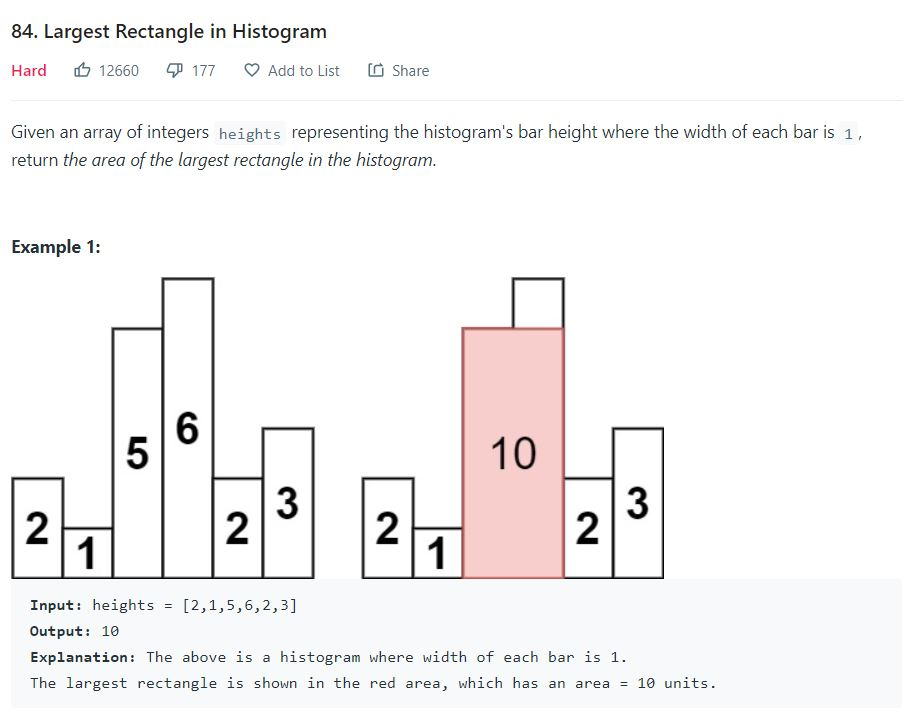 84. Largest Rectangle in Histogram
Hard 12660 177 Add to List Share
Given an array of integers heights representing the histogram's bar height where the width of each bar is 1,
return the area of the largest rectangle in the histogram.
Example 1:
2 1 5 6 2 3
2 1 10 2 3
Input: heights = [2,1,5,6,2,3]
Output: 10
Explanation: The above is a histogram where width of each bar is 1.
The largest rectangle is shown in the red area, which has an area = 10 units.